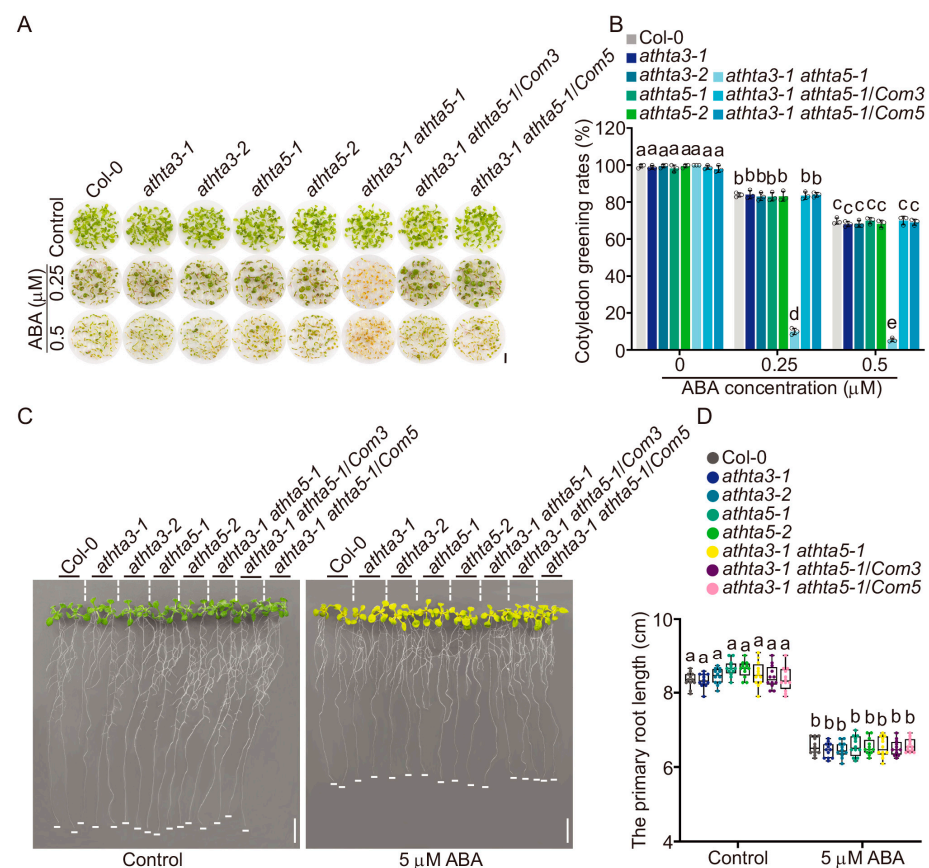 A
Col-0
athta3-1
athta3-2
athta5-1
athta5-2
athta3-1 athta5-1
athta3-1 athta5-1/Com3
athta3-1 athta5-1/Com5
Control
ABA (μM)
0.25
0.5
B
Col-0
athta3-1
athta3-2
athta5-1
athta5-2
athta3-1 athta5-1
athta3-1 athta5-1/Com3
athta3-1 athta5-1/Com5
Cotyledon greening rates (%)
120
100
80
60
40
20
0
a a a a a a a a
b b b b b d b b
c c c c c e c c
0 0.25 0.5
ABA concentration (μM)
C
Col-0
athta3-1
athta3-2
athta5-1
athta5-2
athta3-1 athta5-1
athta3-1 athta5-1/Com3
athta3-1 athta5-1/Com5
Col-0
athta3-1
athta3-2
athta5-1
athta5-2
athta3-1 athta5-1
athta3-1 athta5-1/Com3
athta3-1 athta5-1/Com5
Control
5 μM ABA
D
Col-0
athta3-1
athta3-2
athta5-1
athta5-2
athta3-1 athta5-1
athta3-1 athta5-1/Com3
athta3-1 athta5-1/Com5
The primary root length (cm)
10
8
6
4
a a a a a a a a
b b b b b b b b
Control 5 μM ABA